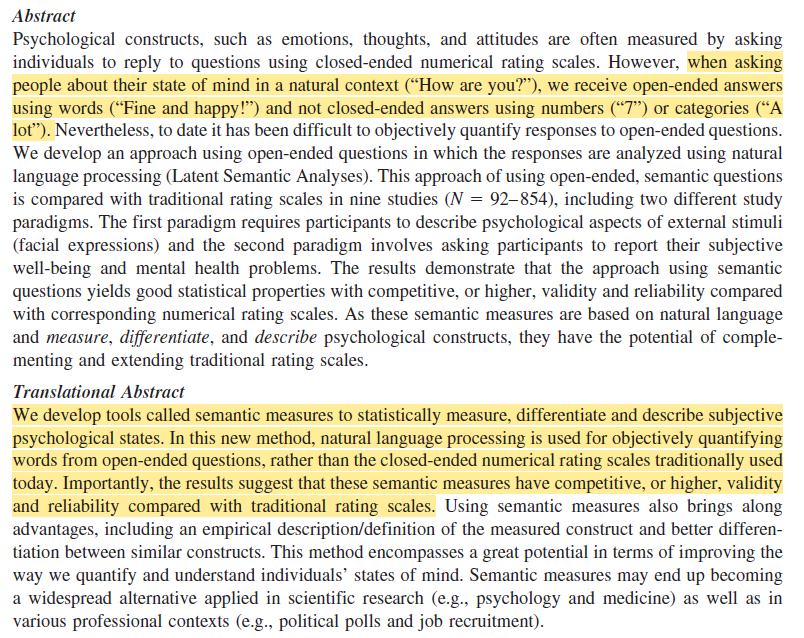 Abstract
Psychological constructs, such as emotions, thoughts, and attitudes are often measured by asking
individuals to reply to questions using closed-ended numerical rating scales. However, when asking
people about their state of mind in a natural context (“How are you?”), we receive open-ended answers
using words (“Fine and happy!”) and not closed-ended answers using numbers (“7”) or categories (“A
lot”). Nevertheless, to date it has been difficult to objectively quantify responses to open-ended questions.
We develop an approach using open-ended questions in which the responses are analyzed using natural
language processing (Latent Semantic Analyses). This approach of using open-ended, semantic questions
is compared with traditional rating scales in nine studies (N = 92–854), including two different study
paradigms. The first paradigm requires participants to describe psychological aspects of external stimuli
(facial expressions) and the second paradigm involves asking participants to report their subjective
well-being and mental health problems. The results demonstrate that the approach using semantic
questions yields good statistical properties with competitive, or higher, validity and reliability compared
with corresponding numerical rating scales. As these semantic measures are based on natural language
and measure, differentiate, and describe psychological constructs, they have the potential of comple-
menting and extending traditional rating scales.
Translational Abstract
We develop tools called semantic measures to statistically measure, differentiate and describe subjective
psychological states. In this new method, natural language processing is used for objectively quantifying
words from open-ended questions, rather than the closed-ended numerical rating scales traditionally used
today. Importantly, the results suggest that these semantic measures have competitive, or higher, validity
and reliability compared with traditional rating scales. Using semantic measures also brings along
advantages, including an empirical description/definition of the measured construct and better differen-
tiation between similar constructs. This method encompasses a great potential in terms of improving the
way we quantify and understand individuals’ states of mind. Semantic measures may end up becoming
a widespread alternative applied in scientific research (e.g., psychology and medicine) as well as in
various professional contexts (e.g., political polls and job recruitment).